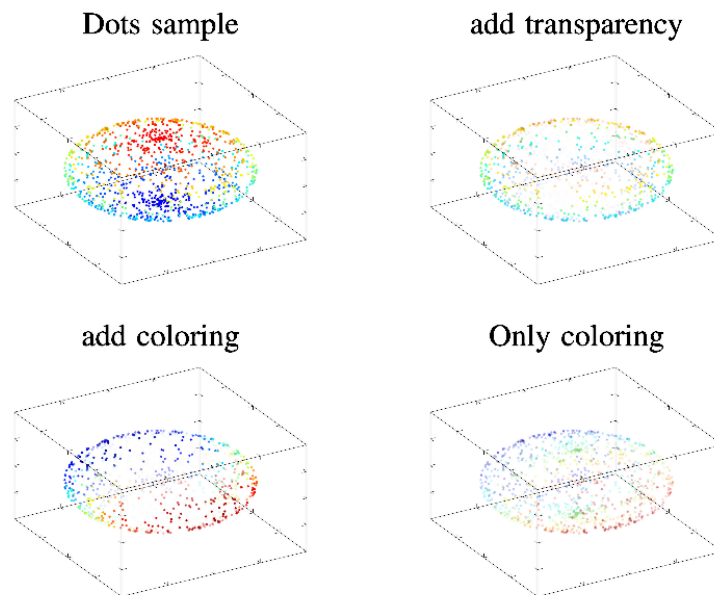 Dots sample
add transparency
add coloring
Only coloring